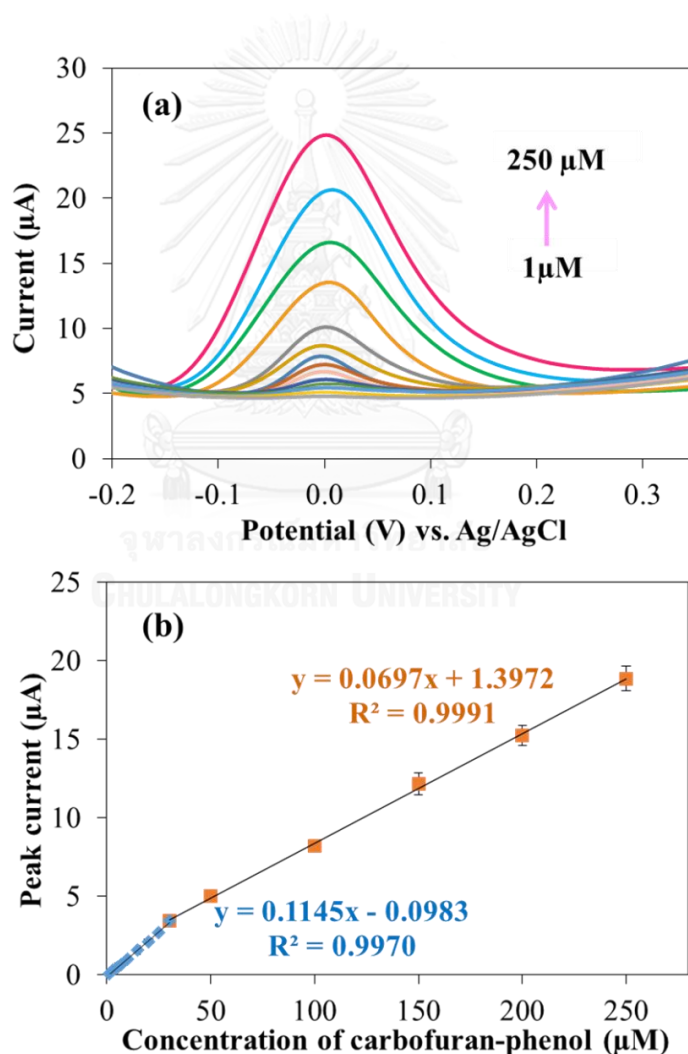 30
(a)
25
250 µM
20
15
1µM
10
5
0
-0.2 -0.1 0.0 0.1 0.2 0.3
Current (µA)
Potential (V) vs. Ag/AgCl
จุฬาลงกรณ์มหาวิทยาลัย
CHULALONGKORN UNIVERSITY
25
(b)
20
y = 0.0697x + 1.3972
R² = 0.9991
15
10
5
y = 0.1145x - 0.0983
R² = 0.9970
0
0 50 100 150 200 250
Peak current (µA)
Concentration of carbofuran-phenol (µM)